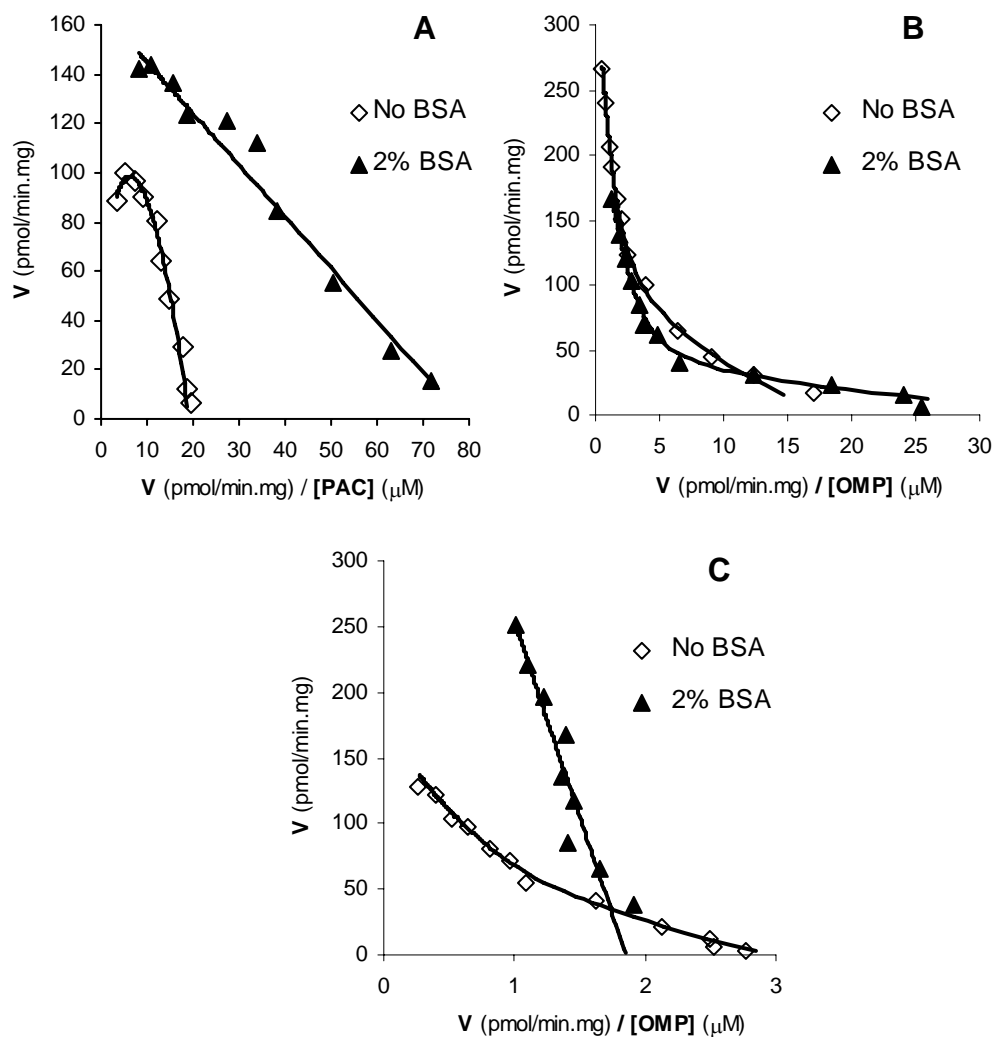 A
160
140
120
100
80
60
40
20
0
V (pmol/min.mg)
No BSA
2% BSA
0 10 20 30 40 50 60 70 80
V (pmol/min.mg) / [PAC] (μM)
B
300
250
200
150
100
50
0
V (pmol/min.mg)
No BSA
2% BSA
0 5 10 15 20 25 30
V (pmol/min.mg) / [OMP] (μM)
C
300
250
200
150
100
50
0
V (pmol/min.mg)
No BSA
2% BSA
0 1 2 3
V (pmol/min.mg) / [OMP] (μM)